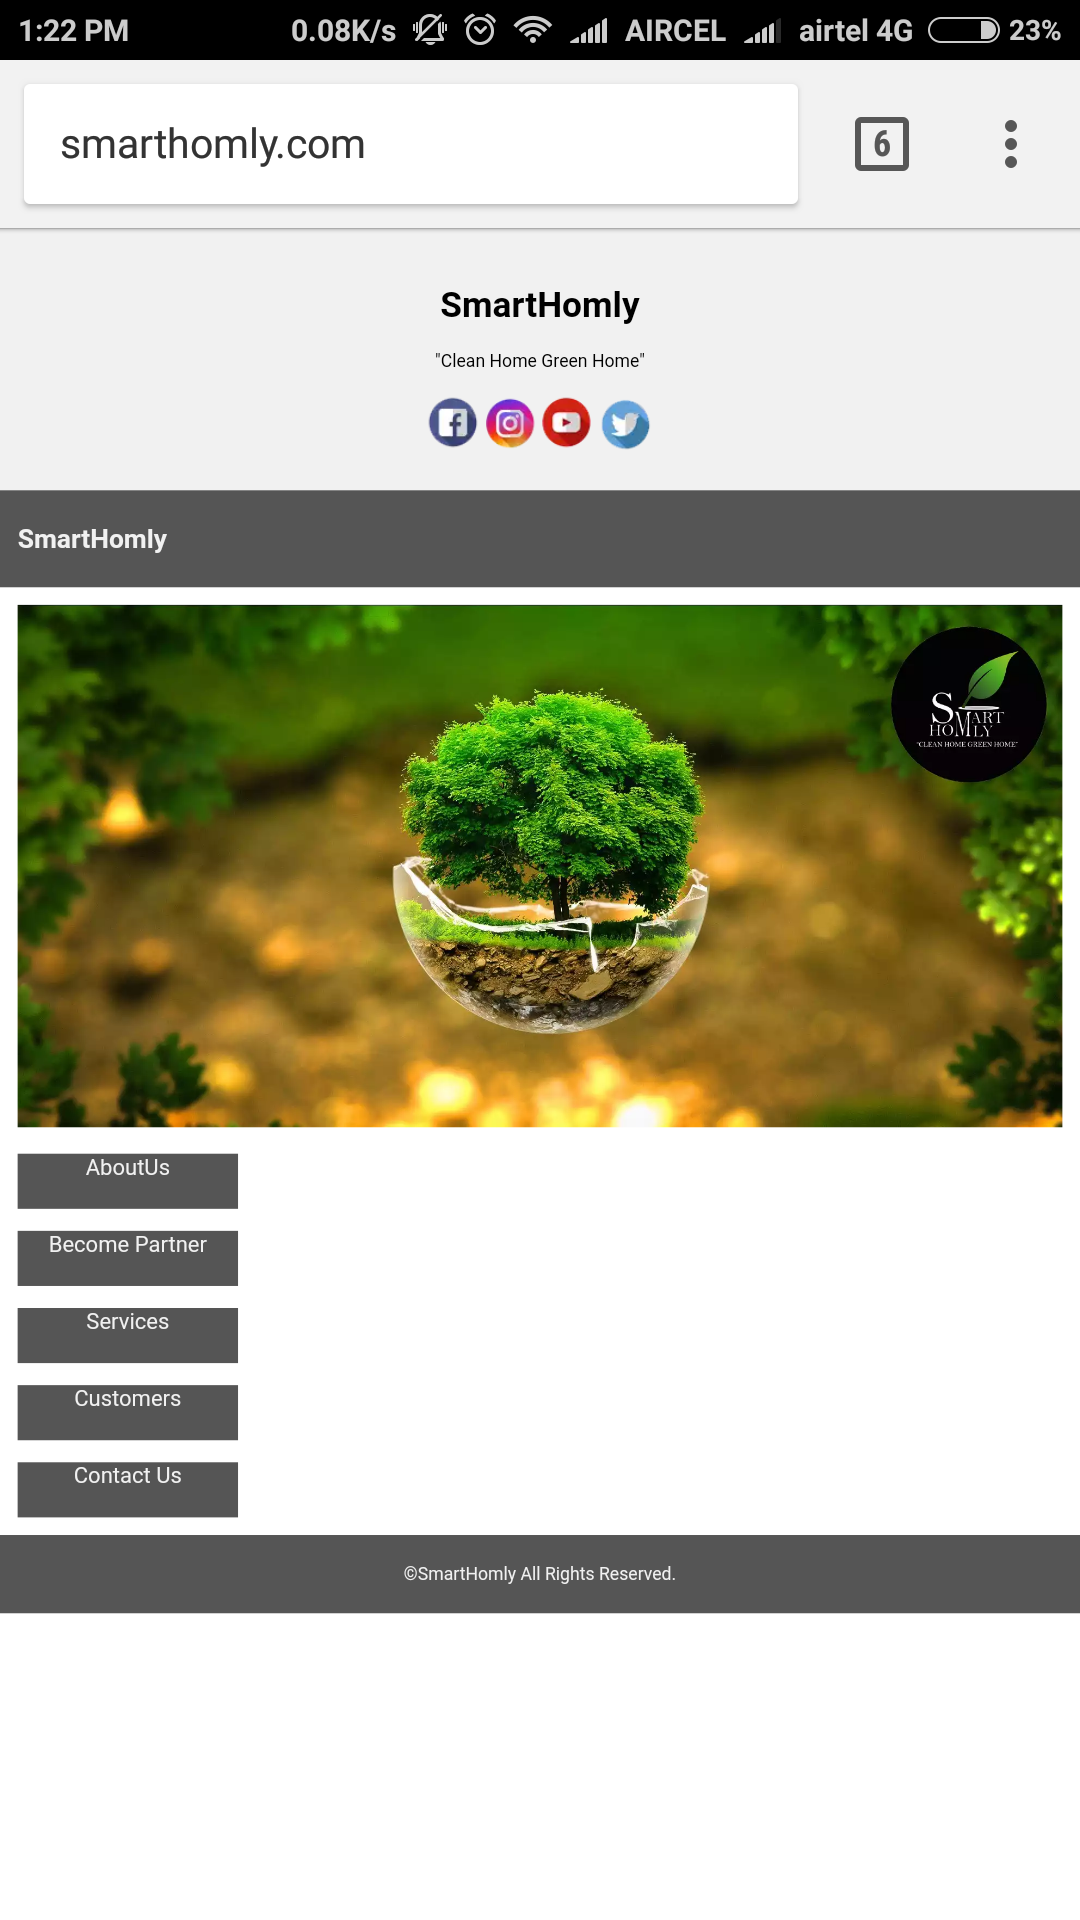 1:22 PM 0.08K/s AIRCEL airtel 4G 23%
smarthomly.com 6
SmartHomly
"Clean Home Green Home"
SmartHomly
SMART
HOMLY
"CLEAN HOME GREEN HOME"
AboutUs
Become Partner
Services
Customers
Contact Us
©SmartHomly All Rights Reserved.